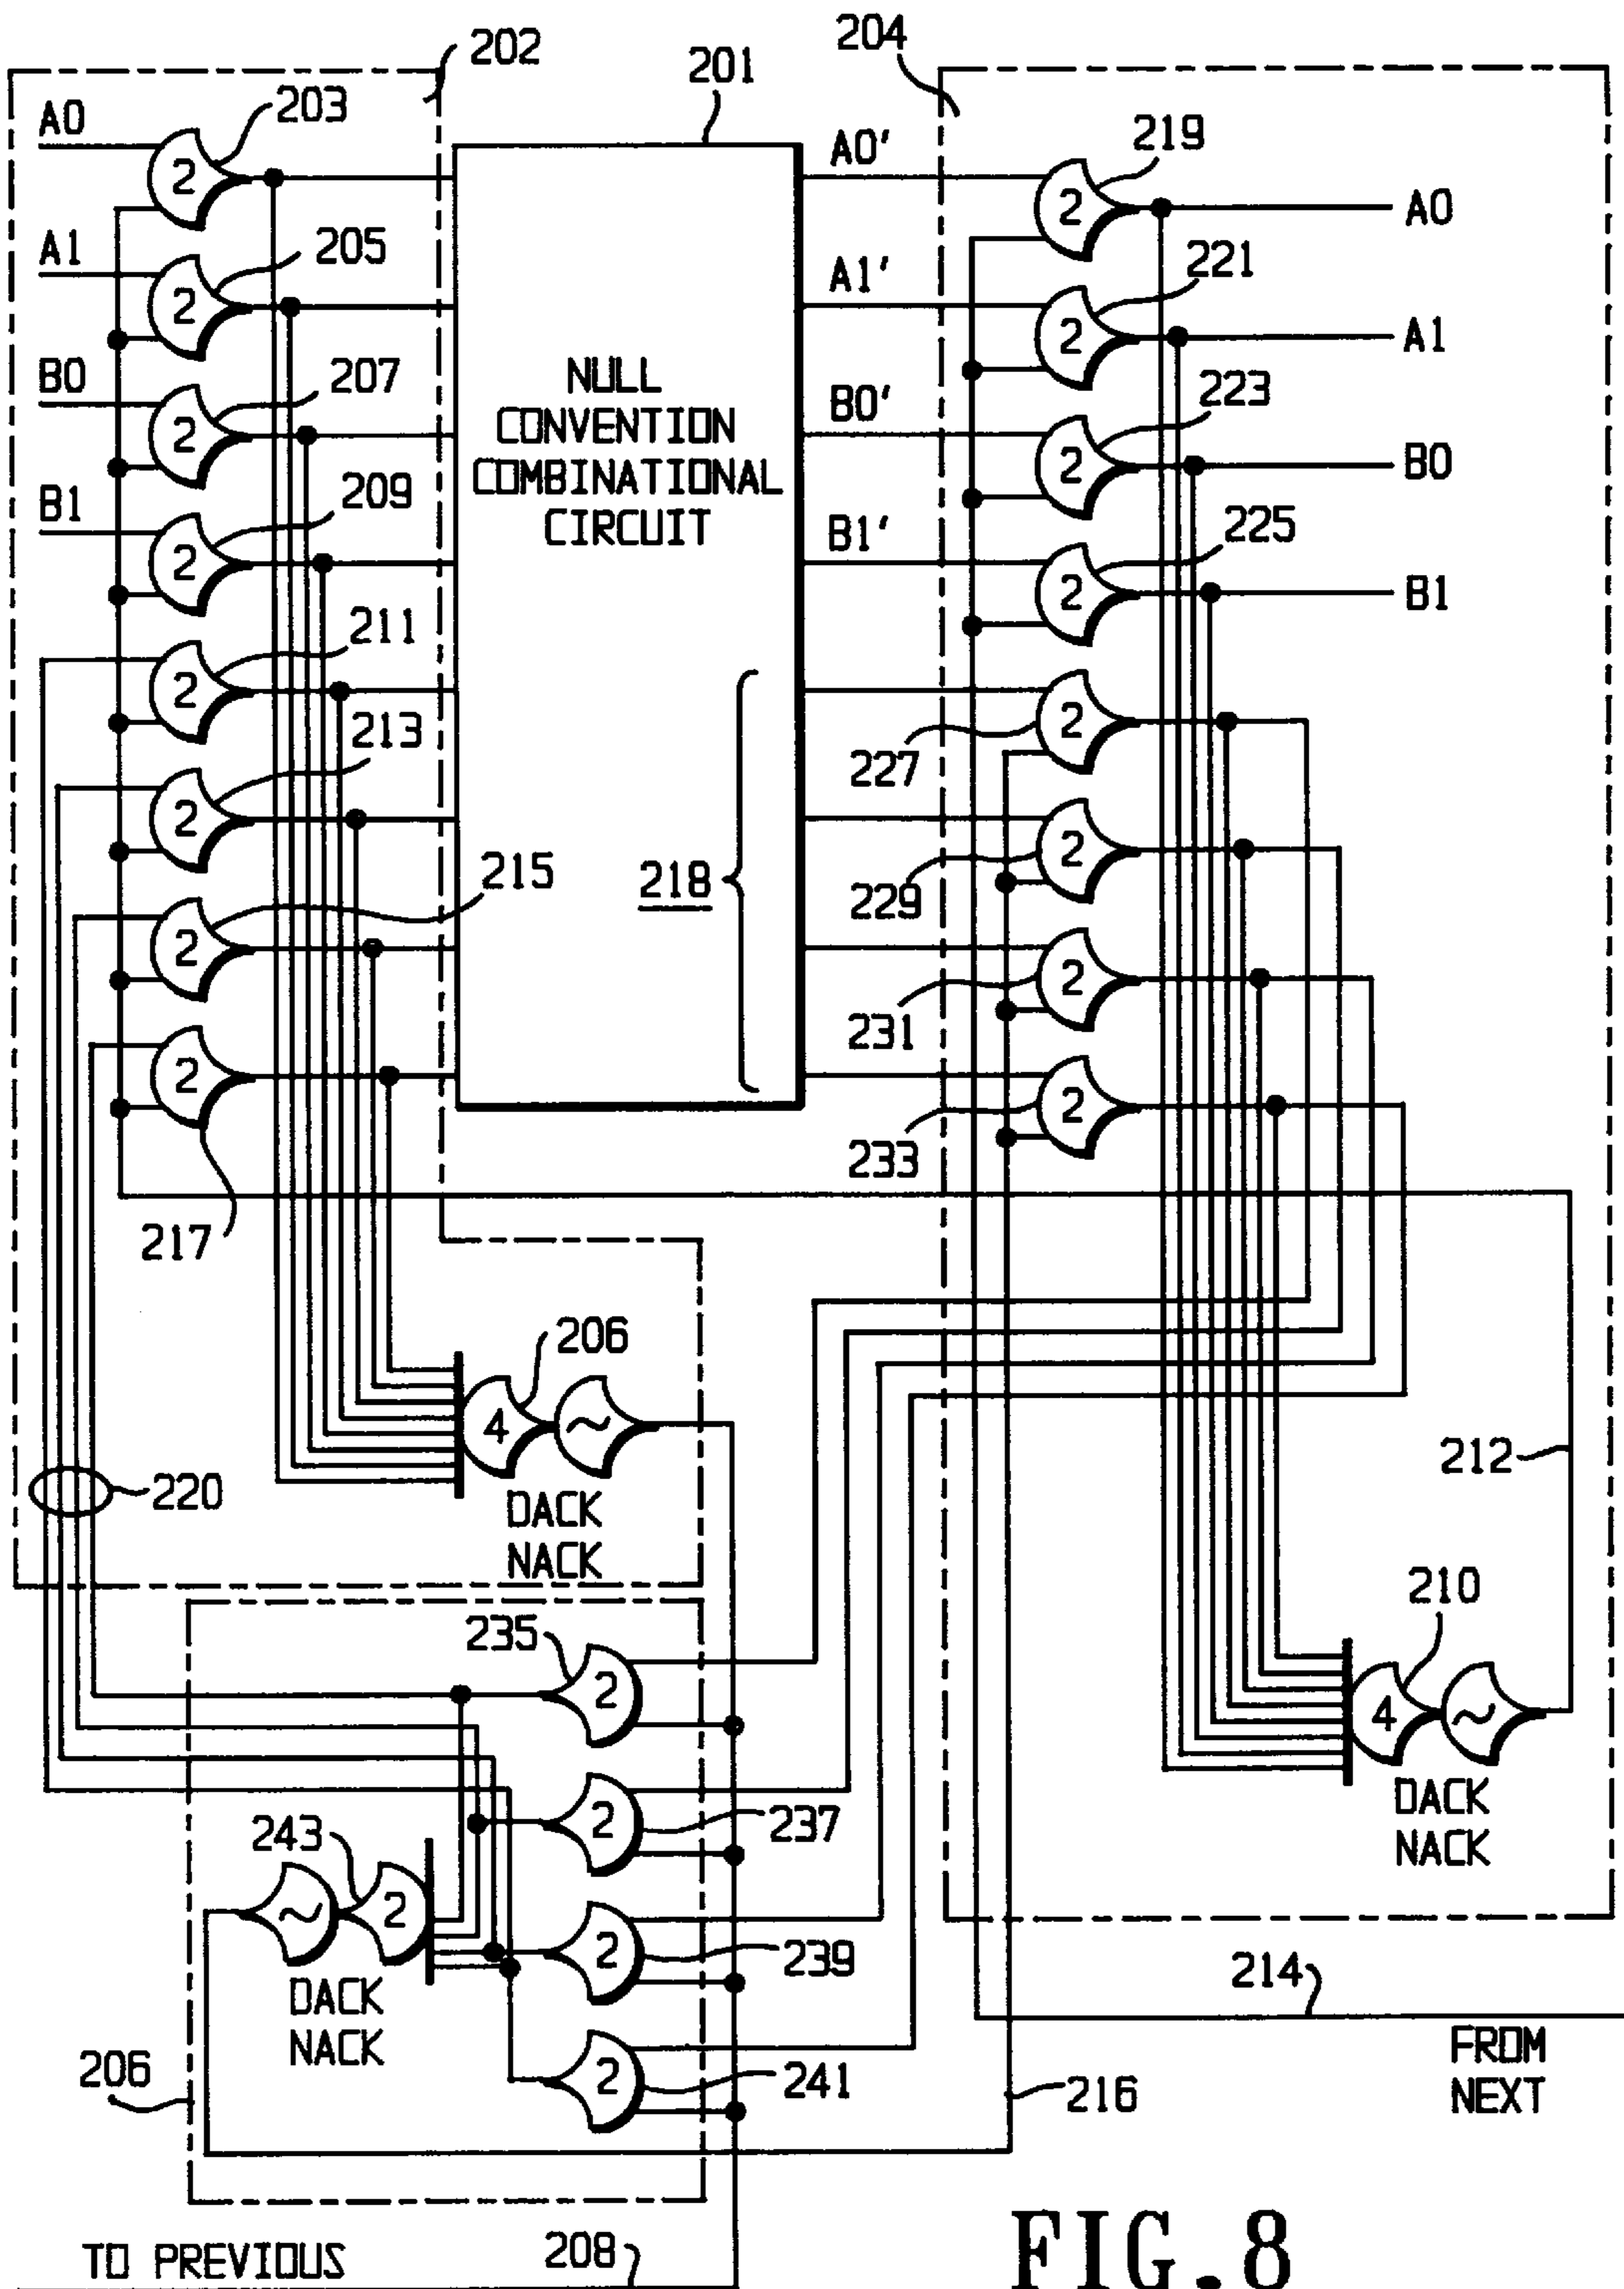 202
204
201
A0
203
2
A0'
219
2
A0
A1
205
2
A1'
221
2
A1
B0
207
2
NULL
CONVENTION
COMBINATIONAL
CIRCUIT
B0'
223
2
B0
B1
209
2
B1'
225
2
B1
211
2
227
2
213
2
229
2
215
2
218
231
2
217
2
233
2
206
4
~
DACK
NACK
220
212
210
4
~
DACK
NACK
235
2
237
2
243
~
2
DACK
NACK
239
2
241
2
206
216
214
FROM
NEXT
TO PREVIOUS
208
FIG.8